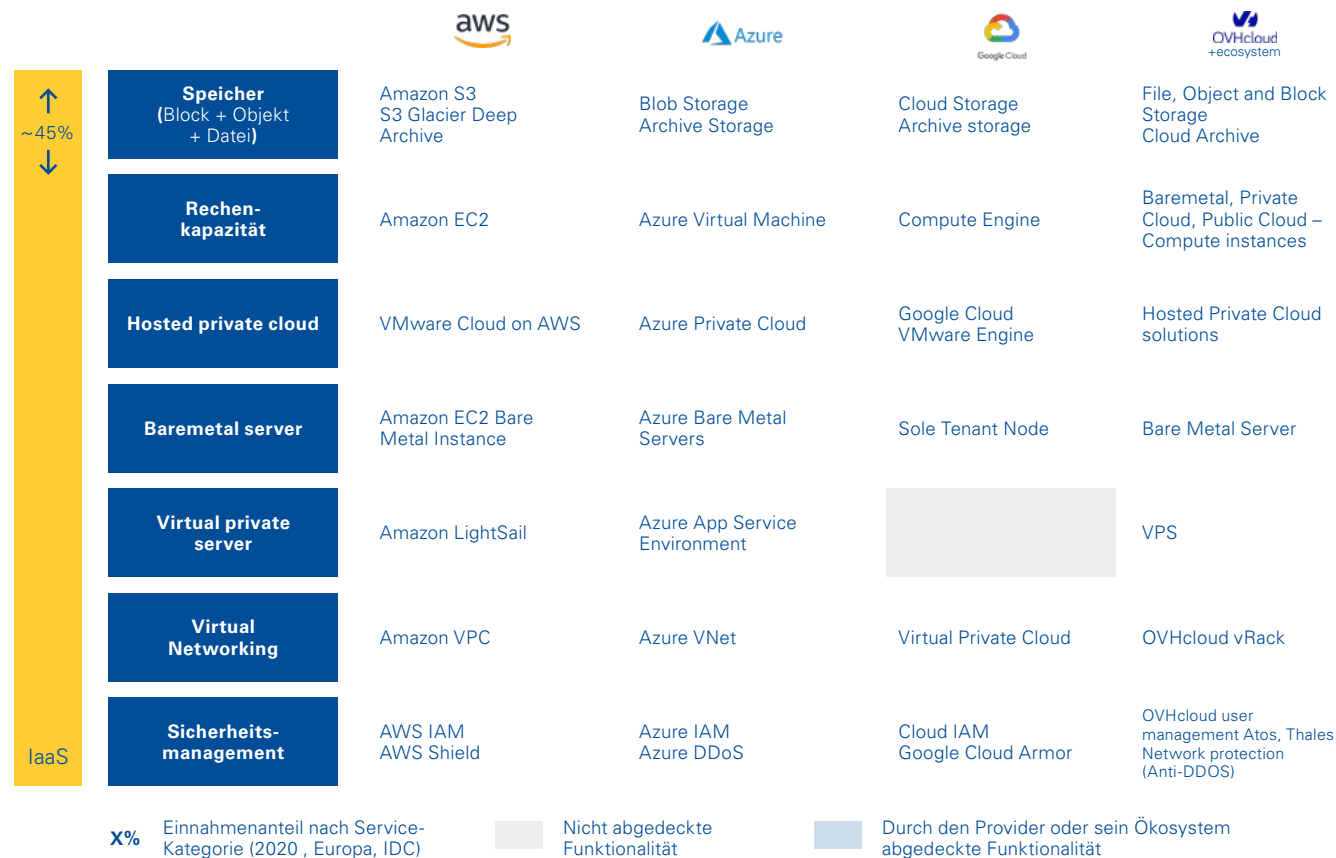 aws
Azure
Google Cloud
OVHcloud
+ecosystem
~45%
IaaS
Speicher
(Block + Objekt
+ Datei)
Amazon S3
S3 Glacier Deep
Archive
Blob Storage
Archive Storage
Cloud Storage
Archive storage
File, Object and Block
Storage
Cloud Archive
Rechen-
kapazität
Amazon EC2
Azure Virtual Machine
Compute Engine
Baremetal, Private
Cloud, Public Cloud –
Compute instances
Hosted private cloud
VMware Cloud on AWS
Azure Private Cloud
Google Cloud
VMware Engine
Hosted Private Cloud
solutions
Baremetal server
Amazon EC2 Bare
Metal Instance
Azure Bare Metal
Servers
Sole Tenant Node
Bare Metal Server
Virtual private
server
Amazon LightSail
Azure App Service
Environment
VPS
Virtual
Networking
Amazon VPC
Azure VNet
Virtual Private Cloud
OVHcloud vRack
Sicherheits-
management
AWS IAM
AWS Shield
Azure IAM
Azure DDoS
Cloud IAM
Google Cloud Armor
OVHcloud user
management Atos, Thales
Network protection
(Anti-DDOS)
X%
Einnahmenanteil nach Service-
Kategorie (2020 , Europa, IDC)
Nicht abgedeckte
Funktionalität
Durch den Provider oder sein Ökosystem
abgedeckte Funktionalität